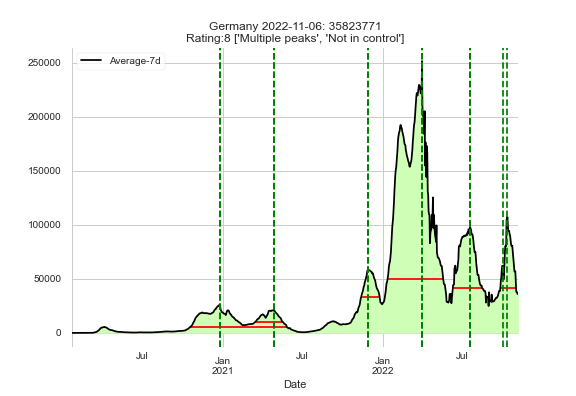 Germany 2022-11-06: 35823771
Rating:8 ['Multiple peaks', 'Not in control']
Average-7d
250000
200000
150000
100000
50000
0
Jul
Jan
2021
Jul
Jan
2022
Jul
Date